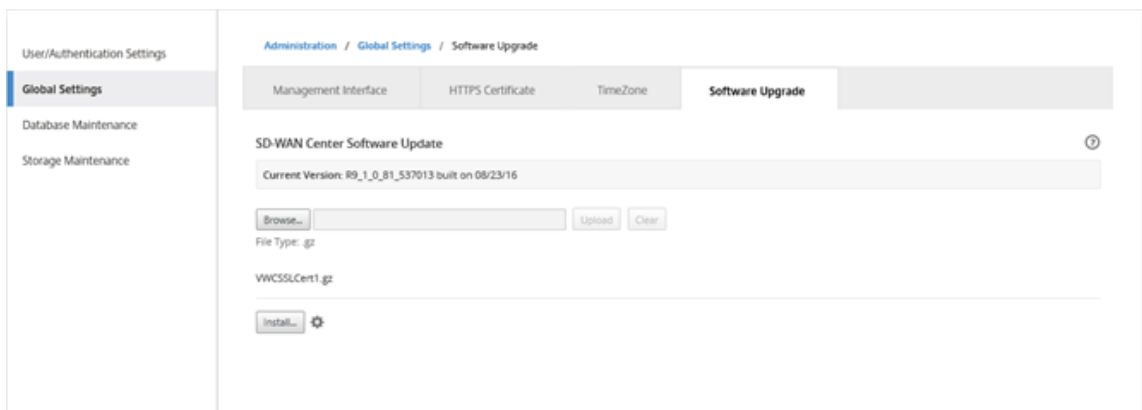 User/Authentication Settings
Global Settings
Database Maintenance
Storage Maintenance
Administration / Global Settings / Software Upgrade
Management Interface HTTPS Certificate TimeZone Software Upgrade
SD-WAN Center Software Update
?
Current Version: R9_1_0_81_537013 built on 08/23/16
Browse... Upload Clear
File Type: .gz
VWCSSLCert1.gz
Install...